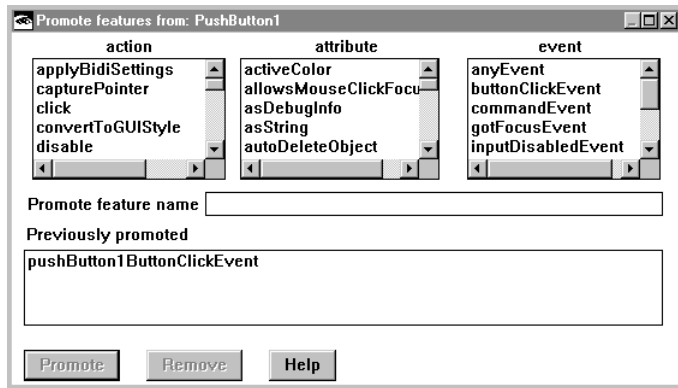 Promote features from: PushButton1
action attribute event
applyBidiSettings
capturePointer
click
convertToGUIStyle
disable
activeColor
allowsMouseClickFocu
asDebugInfo
asString
autoDeleteObject
anyEvent
buttonClickEvent
commandEvent
gotFocusEvent
inputDisabledEvent
Promote feature name
Previously promoted
pushButton1ButtonClickEvent
Promote Remove Help